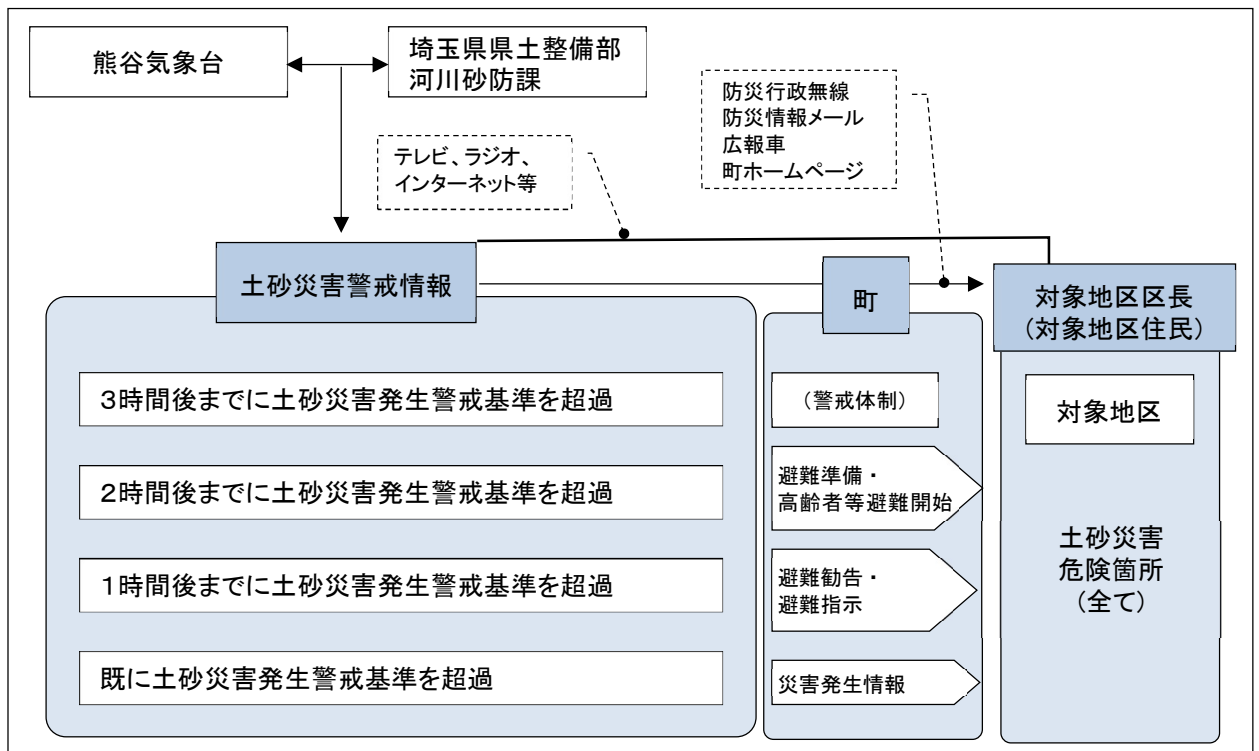 熊谷気象台
埼玉県県土整備部
河川砂防課
テレビ、ラジオ、
インターネット等
防災行政無線
防災情報メール
広報車
町ホームページ
土砂災害警戒情報
町
対象地区区長
(対象地区住民)
3時間後までに土砂災害発生警戒基準を超過
(警戒体制)
対象地区
2時間後までに土砂災害発生警戒基準を超過
避難準備・
高齢者等避難開始
1時間後までに土砂災害発生警戒基準を超過
避難勧告・
避難指示
土砂災害
危険箇所
(全て)
既に土砂災害発生警戒基準を超過
災害発生情報